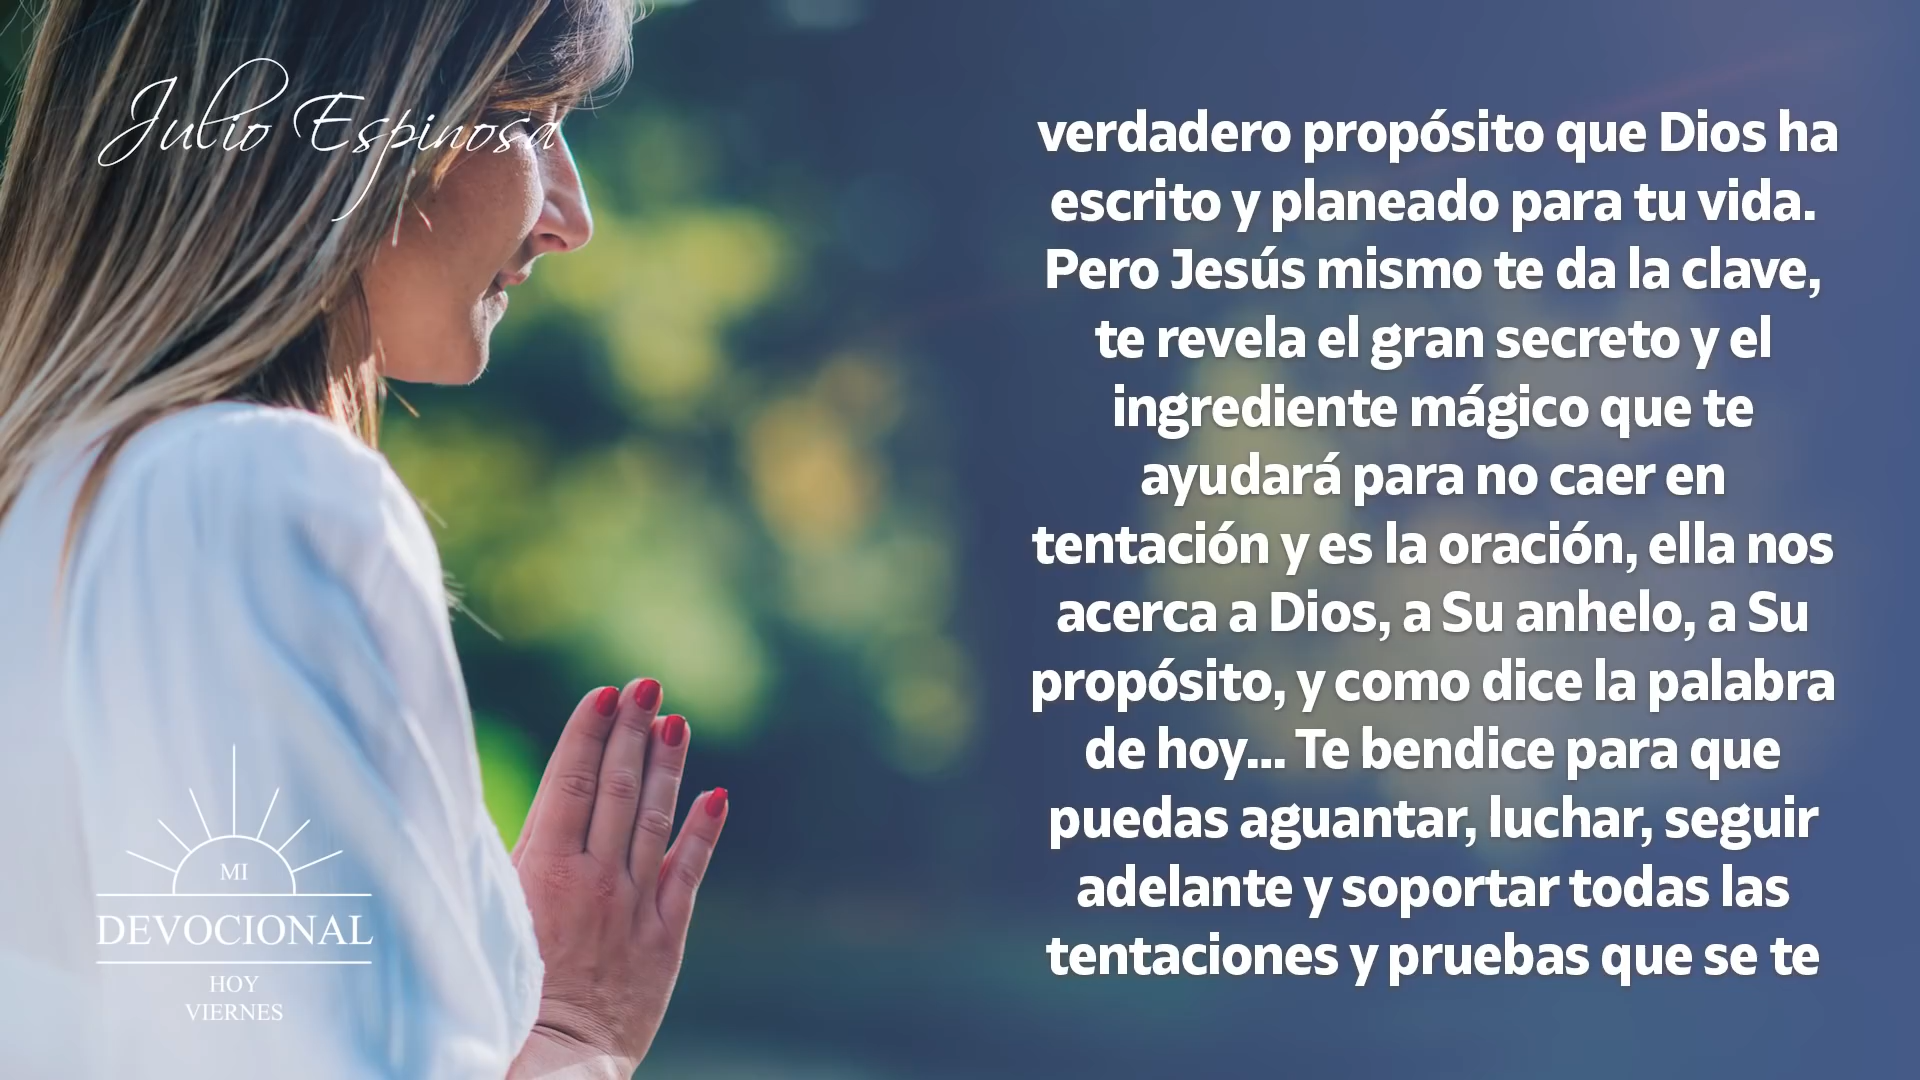 Julio Espinosa
verdadero propósito que Dios ha
escrito y planeado para tu vida.
Pero Jesús mismo te da la clave,
te revela el gran secreto y el
ingrediente mágico que te
ayudará para no caer en
tentación y es la oración, ella nos
acerca a Dios, a Su anhelo, a Su
propósito, y como dice la palabra
de hoy... Te bendice para que
puedas aguantar, luchar, seguir
adelante y soportar todas las
tentaciones y pruebas que se te
MI
DEVOCIONAL
HOY
VIERNES